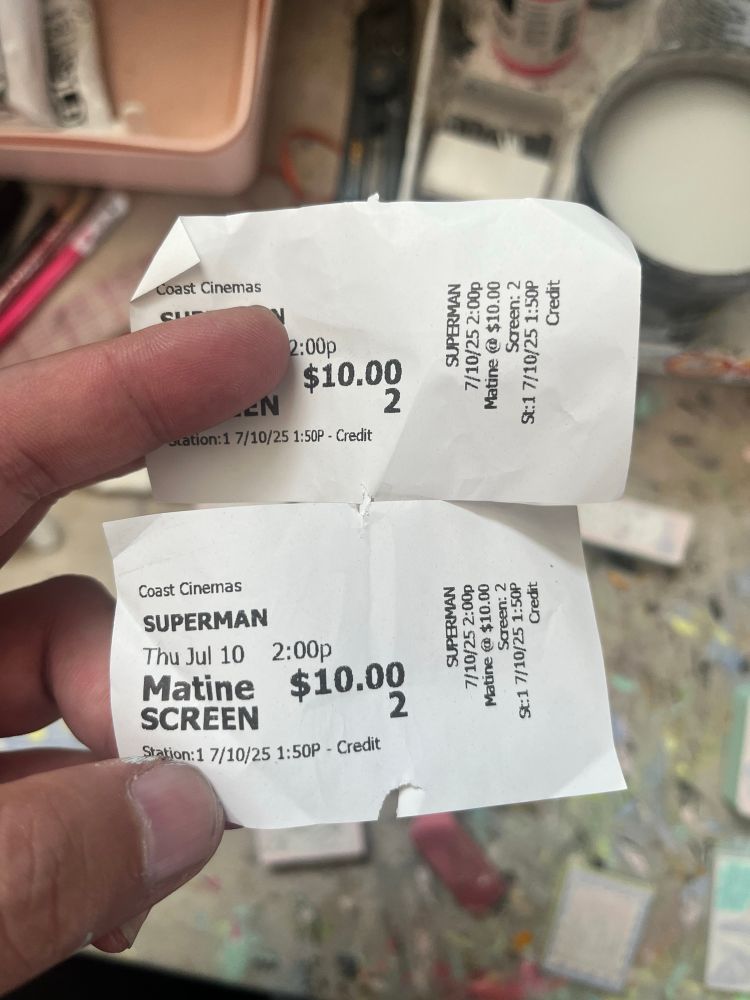 Coast Cinemas
2:00p
$10.00
2
Station:1 7/10/25 1:50P - Credit
SUPERMAN
7/10/25 2:00p
Matine @ $10.00
Screen: 2
St:1 7/10/25 1:50P
Credit
Coast Cinemas
SUPERMAN
Thu Jul 10 2:00p
Matine $10.00
SCREEN 2
Station:1 7/10/25 1:50P - Credit
SUPERMAN
7/10/25 2:00p
Matine @ $10.00
Screen: 2
St:1 7/10/25 1:50P
Credit